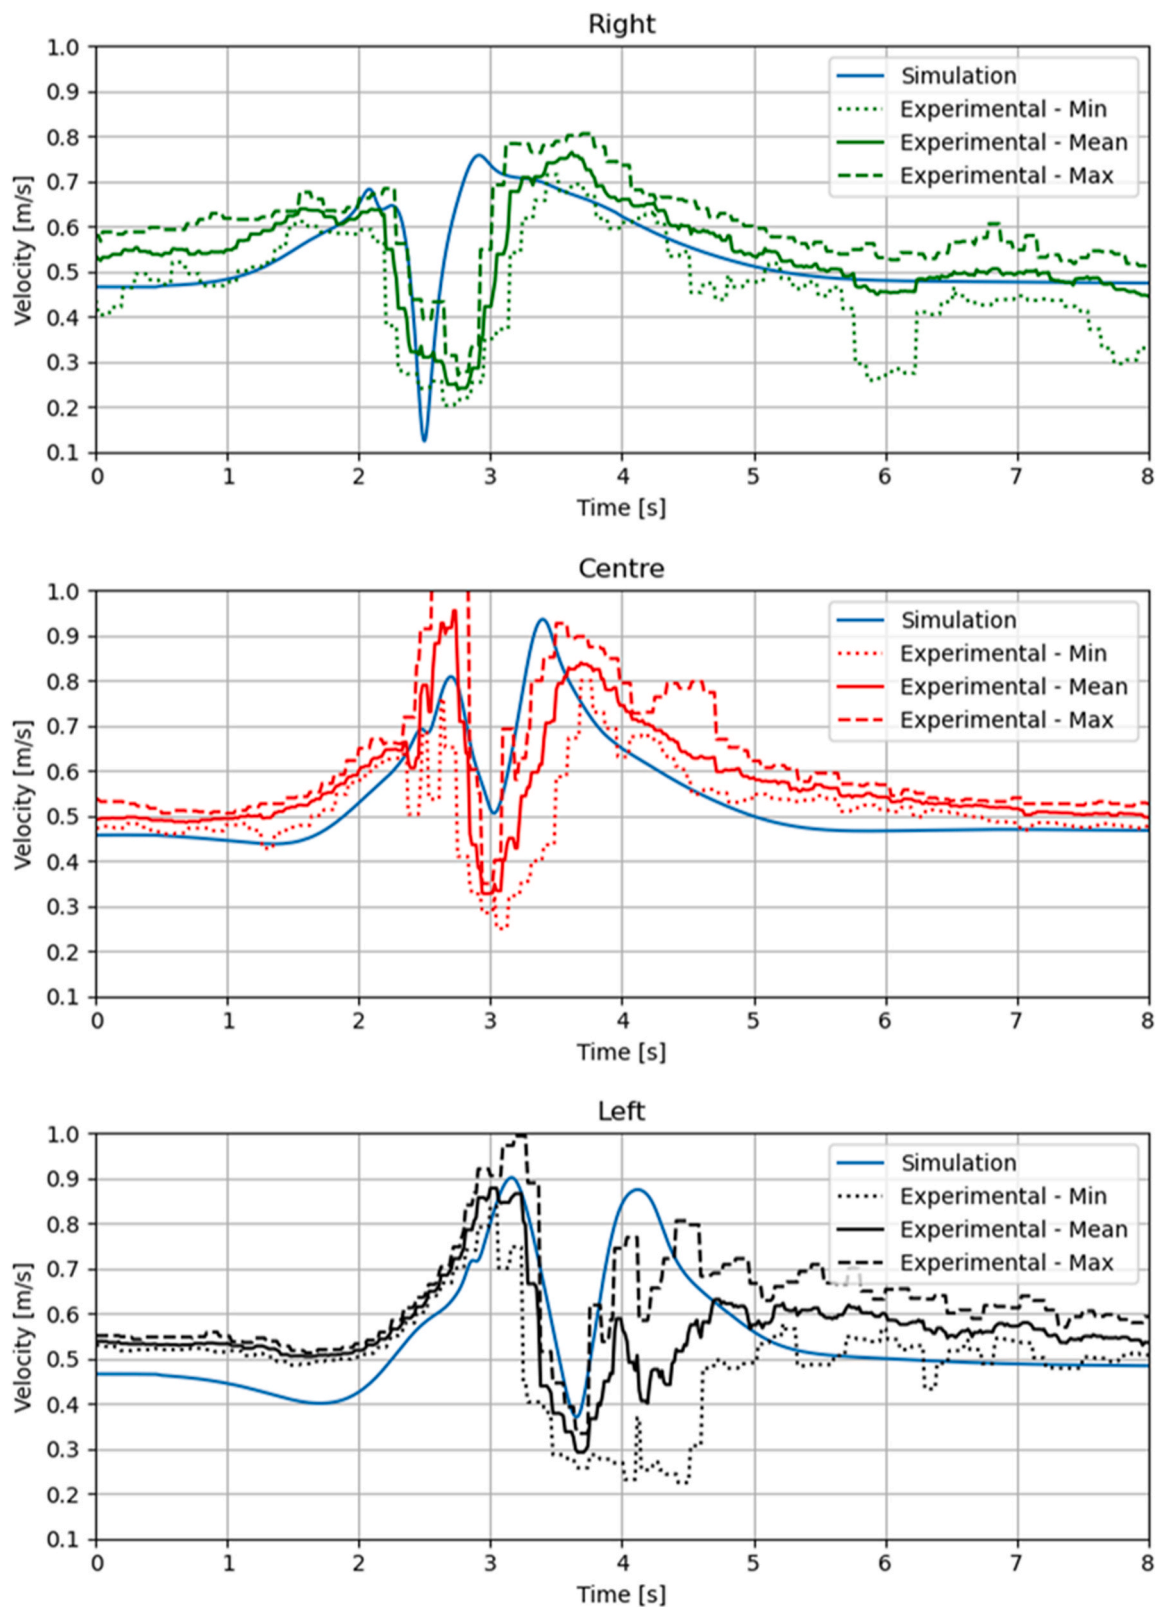 Right
1.0
0.9
0.8
0.7
0.6
0.5
0.4
0.3
0.2
0.1
Velocity [m/s]
Simulation
Experimental - Min
Experimental - Mean
Experimental - Max
0 1 2 3 4 5 6 7 8
Time [s]
Centre
1.0
0.9
0.8
0.7
0.6
0.5
0.4
0.3
0.2
0.1
Velocity [m/s]
Simulation
Experimental - Min
Experimental - Mean
Experimental - Max
0 1 2 3 4 5 6 7 8
Time [s]
Left
1.0
0.9
0.8
0.7
0.6
0.5
0.4
0.3
0.2
0.1
Velocity [m/s]
Simulation
Experimental - Min
Experimental - Mean
Experimental - Max
0 1 2 3 4 5 6 7 8
Time [s]